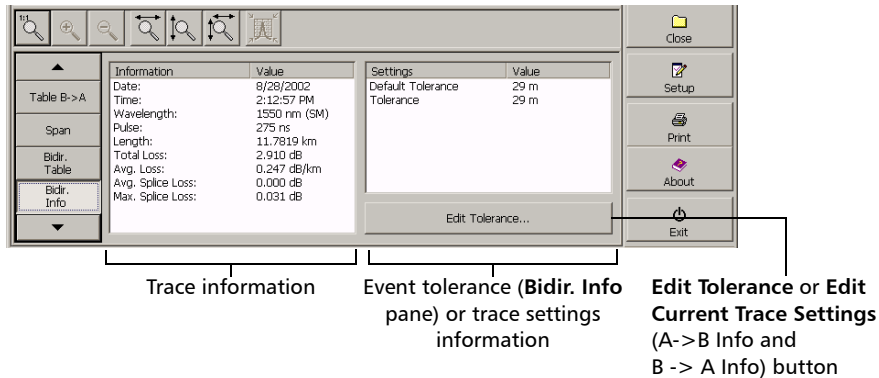 1:1
Close
Table B->A
Span
Bidir.
Table
Bidir.
Info
Information Value
Date: 8/28/2002
Time: 2:12:57 PM
Wavelength: 1550 nm (SM)
Pulse: 275 ns
Length: 11.7819 km
Total Loss: 2.910 dB
Avg. Loss: 0.247 dB/km
Avg. Splice Loss: 0.000 dB
Max. Splice Loss: 0.031 dB
Settings Value
Default Tolerance 29 m
Tolerance 29 m
Edit Tolerance...
Setup
Print
About
Exit
Trace information
Event tolerance (Bidir. Info
pane) or trace settings
information
Edit Tolerance or Edit
Current Trace Settings
(A->B Info and
B -> A Info) button